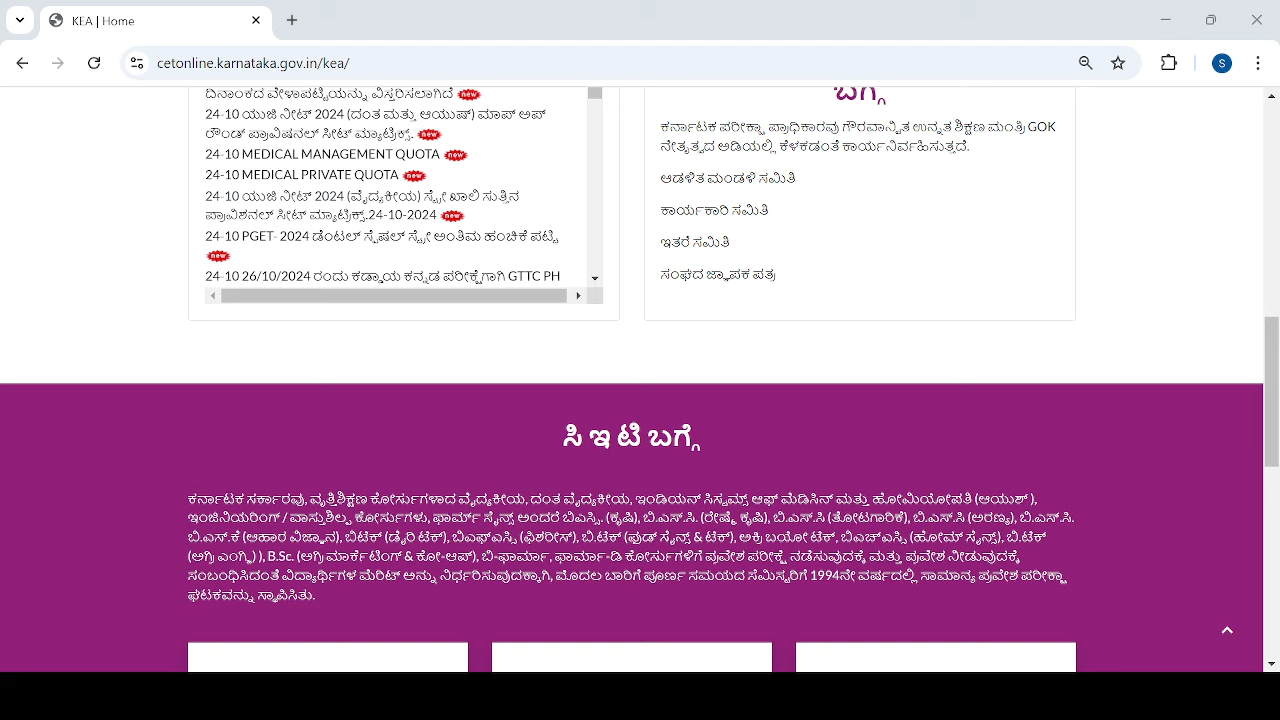 KEA | Home
cetonline.karnataka.gov.in/kea/
S
ದಿನಾಂಕದ ವೇಳಾಪಟ್ಟಿಯನ್ನು ವಿಸ್ತರಿಸಲಾಗಿದೆ new
24-10 ಯುಜಿ ನೀಟ್ 2024 (ದಂತ ಮತ್ತು ಆಯುಷ್) ಮಾಪ್ ಅಪ್
ರೌಂಡ್ ಪ್ರಾವಿಷನಲ್ ಸೀಟ್ ಮ್ಯಾಟ್ರಿಕ್ಸ್. new
24-10 MEDICAL MANAGEMENT QUOTA new
24-10 MEDICAL PRIVATE QUOTA new
24-10 ಯುಜಿ ನೀಟ್ 2024 (ವೈದ್ಯಕೀಯ) ಸ್ಟ್ರೇ ಖಾಲಿ ಸುತ್ತಿನ
ಪ್ರಾವಿಶನಲ್ ಸೀಟ್ ಮ್ಯಾಟ್ರಿಕ್ಸ್.24-10-2024 new
24-10 PGET- 2024 ಡೆಂಟಲ್ ಸ್ಪೆಷಲ್ ಸ್ಟ್ರೇ ಅಂತಿಮ ಹಂಚಿಕೆ ಪಟ್ಟಿ
new
24-10 26/10/2024 ರಂದು ಕಡ್ಡಾಯ ಕನ್ನಡ ಪರೀಕ್ಷೆಗಾಗಿ GTTC PH
ಬಗ್ಗೆ
ಕರ್ನಾಟಕ ಪರೀಕ್ಷಾ ಪ್ರಾಧಿಕಾರವು ಗೌರವಾನ್ವಿತ ಉನ್ನತ ಶಿಕ್ಷಣ ಮಂತ್ರಿ GOK
ನೇತೃತ್ವದ ಅಡಿಯಲ್ಲಿ ಕೆಳಕಂಡಂತೆ ಕಾರ್ಯನಿರ್ವಹಿಸುತ್ತದೆ.
ಆಡಳಿತ ಮಂಡಳಿ ಸಮಿತಿ
ಕಾರ್ಯಕಾರಿ ಸಮಿತಿ
ಇತರೆ ಸಮಿತಿ
ಸಂಘದ ಜ್ಞಾಪಕ ಪತ್ರ
ಸಿ ಇ ಟಿ ಬಗ್ಗೆ
ಕರ್ನಾಟಕ ಸರ್ಕಾರವು, ವೃತ್ತಿಶಿಕ್ಷಣ ಕೋರ್ಸುಗಳಾದ ವೈದ್ಯಕೀಯ, ದಂತ ವೈದ್ಯಕೀಯ, ಇಂಡಿಯನ್ ಸಿಸ್ಟಮ್ಸ್ ಆಫ್ ಮೆಡಿಸಿನ್ ಮತ್ತು ಹೋಮಿಯೋಪತಿ (ಆಯುಶ್ ),
ಇಂಜಿನಿಯರಿಂಗ್ / ವಾಸ್ತುಶಿಲ್ಪ ಕೋರ್ಸುಗಳು, ಫಾರ್ಮ್ ಸೈನ್ಸ್ ಅಂದರೆ ಬಿಎಸ್ಸಿ. (ಕೃಷಿ), ಬಿ.ಎಸ್.ಸಿ. (ರೇಷ್ಮೆ ಕೃಷಿ), ಬಿ.ಎಸ್.ಸಿ (ತೋಟಗಾರಿಕೆ), ಬಿ.ಎಸ್.ಸಿ (ಅರಣ್ಯ), ಬಿ.ಎಸ್.ಸಿ.
ಬಿ.ಎಸ್.ಕೆ (ಆಹಾರ ವಿಜ್ಞಾನ), ಬಿಟಿಕ್ (ಡೈರಿ ಟೆಕ್), ಬಿಎಫ್ಎಸ್ಸಿ (ಫಿಶರೀಸ್), ಬಿ.ಟೆಕ್ (ಫುಡ್ ಸೈನ್ಸ್ & ಟೆಕ್), ಅಕ್ರಿ ಬಯೋ ಟೆಕ್, ಬಿಎಚ್ಎಸ್ಸಿ (ಹೋಮ್ ಸೈನ್ಸ್), ಬಿ.ಟೆಕ್
(ಅಗ್ರಿ ಎಂಗ್ಜಿ ) ), B.Sc. (ಅಗ್ರಿ ಮಾರ್ಕೆಟಿಂಗ್ & ಕೋ-ಆಪ್), ಬಿ-ಫಾರ್ಮಾ, ಫಾರ್ಮಾ-ಡಿ ಕೋರ್ಸುಗಳಿಗೆ ಪ್ರವೇಶ ಪರೀಕ್ಷೆ ನಡೆಸುವುದಕ್ಕೆ ಮತ್ತು ಪ್ರವೇಶ ನೀಡುವುದಕ್ಕೆ
ಸಂಬಂಧಿಸಿದಂತೆ ವಿದ್ಯಾರ್ಥಿಗಳ ಮೆರಿಟ್ ಅನ್ನು ನಿರ್ಧರಿಸುವುದಕ್ಕಾಗಿ, ಮೊದಲ ಬಾರಿಗೆ ಪೂರ್ಣ ಸಮಯದ ಸೆಮಿಸ್ಟರಿಗೆ 1994ನೇ ವರ್ಷದಲ್ಲಿ ಸಾಮಾನ್ಯ ಪ್ರವೇಶ ಪರೀಕ್ಷಾ
ಘಟಕವನ್ನು ಸ್ಥಾಪಿಸಿತು.